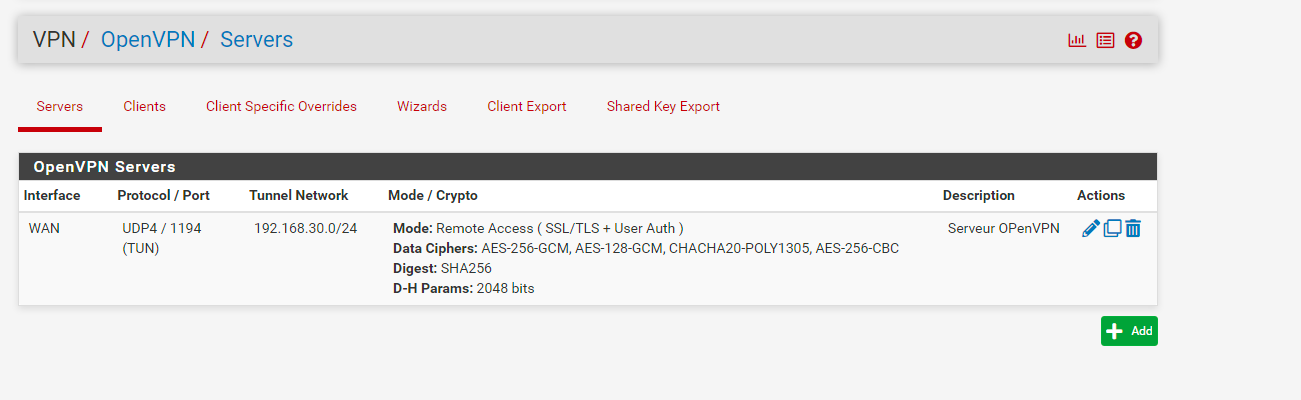 VPN / OpenVPN / Servers
Servers Clients Client Specific Overrides Wizards Client Export Shared Key Export
OpenVPN Servers
Interface Protocol / Port Tunnel Network Mode / Crypto Description Actions
WAN UDP4 / 1194 192.168.30.0/24 Mode: Remote Access ( SSL/TLS + User Auth ) Serveur OPenVPN
(TUN) Data Ciphers: AES-256-GCM, AES-128-GCM, CHACHA20-POLY1305, AES-256-CBC
Digest: SHA256
D-H Params: 2048 bits
Add